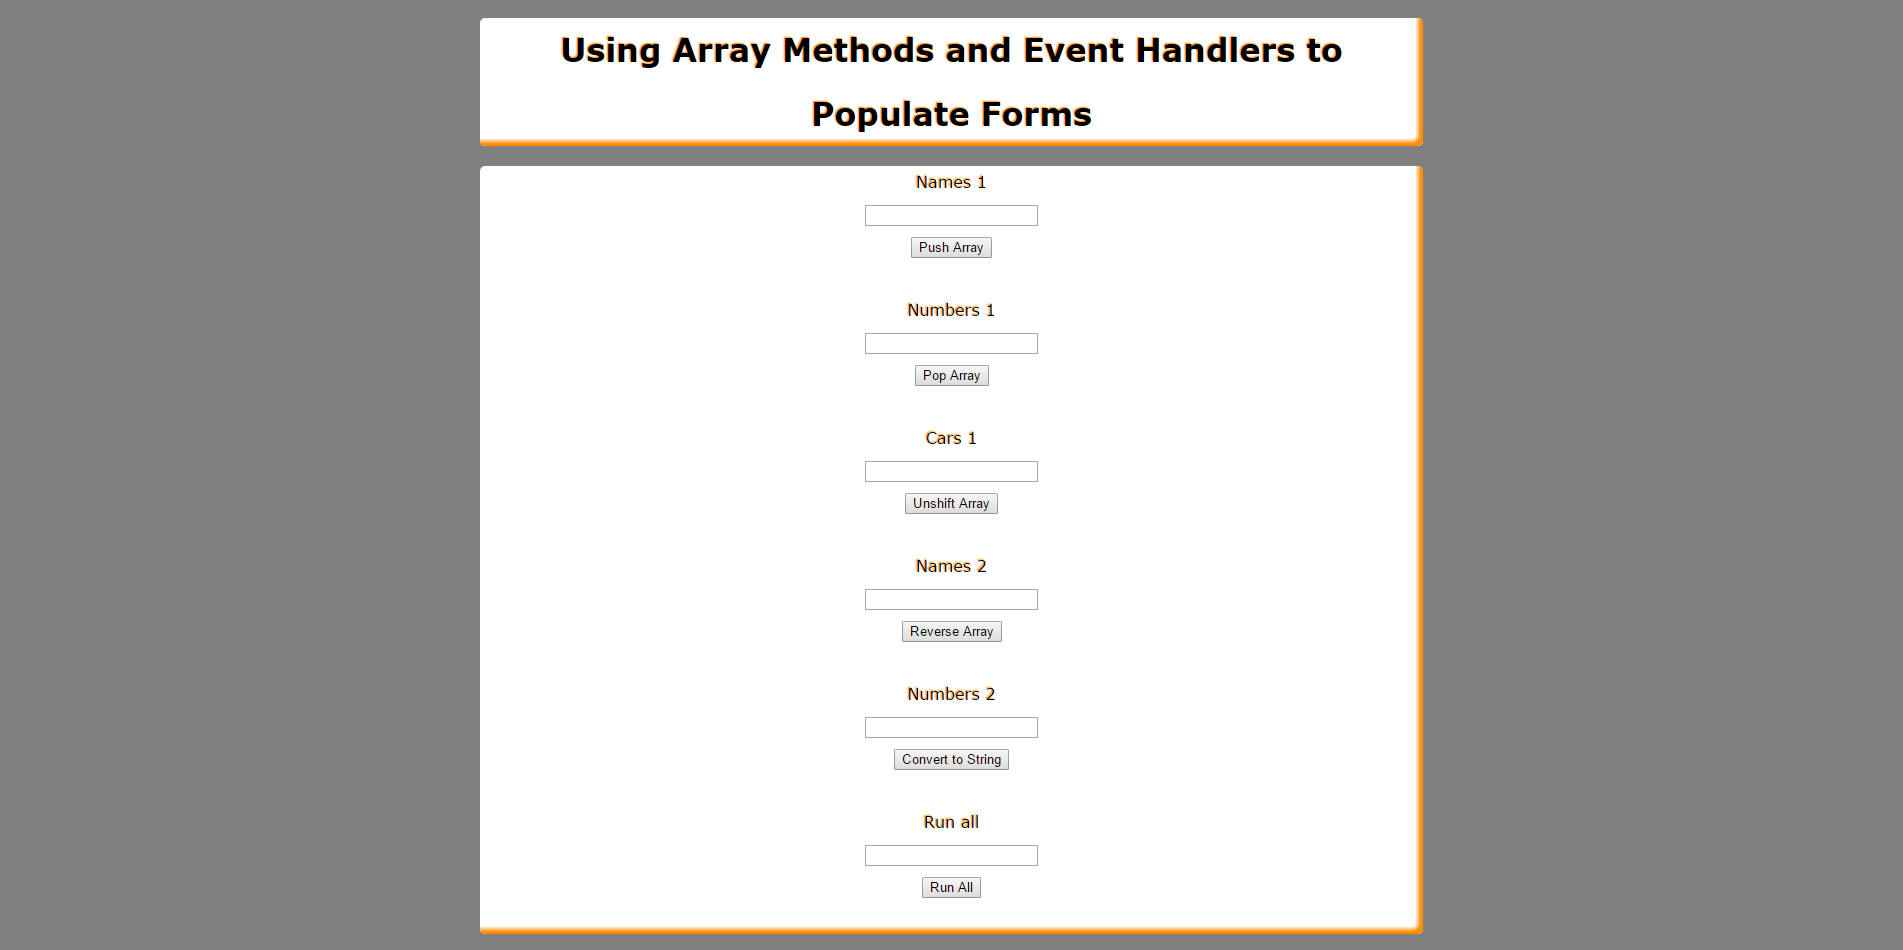 Using Array Methods and Event Handlers to
Populate Forms
Names 1
Push Array
Numbers 1
Pop Array
Cars 1
Unshift Array
Names 2
Reverse Array
Numbers 2
Convert to String
Run all
Run All